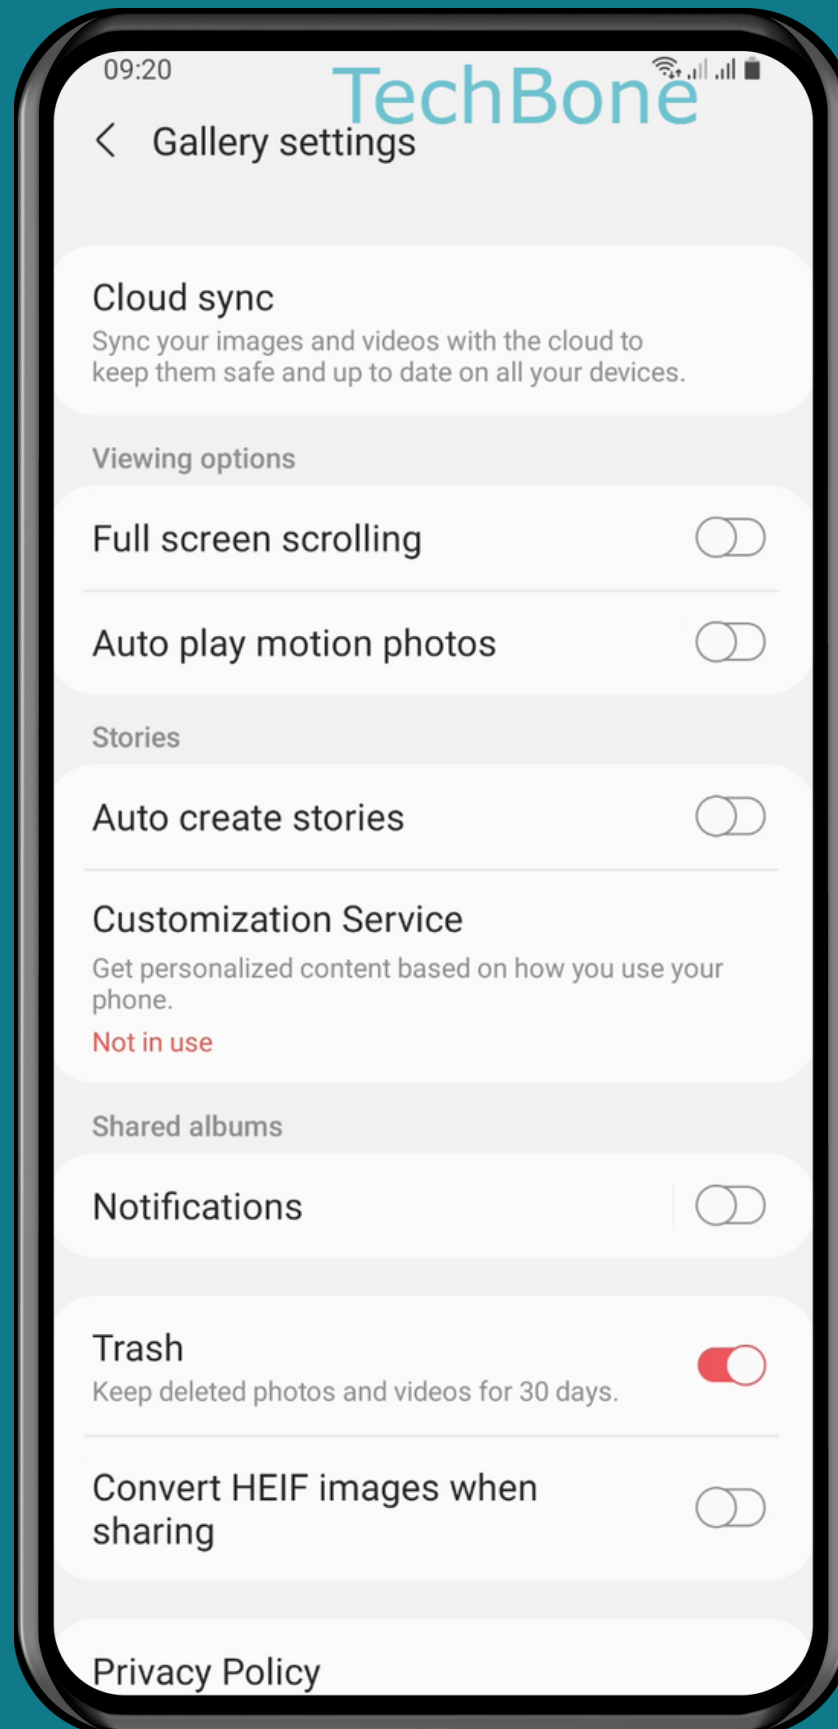 09:20
TechBone
Gallery settings
Cloud sync
Sync your images and videos with the cloud to
keep them safe and up to date on all your devices.
Viewing options
Full screen scrolling
Auto play motion photos
Stories
Auto create stories
Customization Service
Get personalized content based on how you use your
phone.
Not in use
Shared albums
Notifications
Trash
Keep deleted photos and videos for 30 days.
Convert HEIF images when
sharing
Privacy Policy